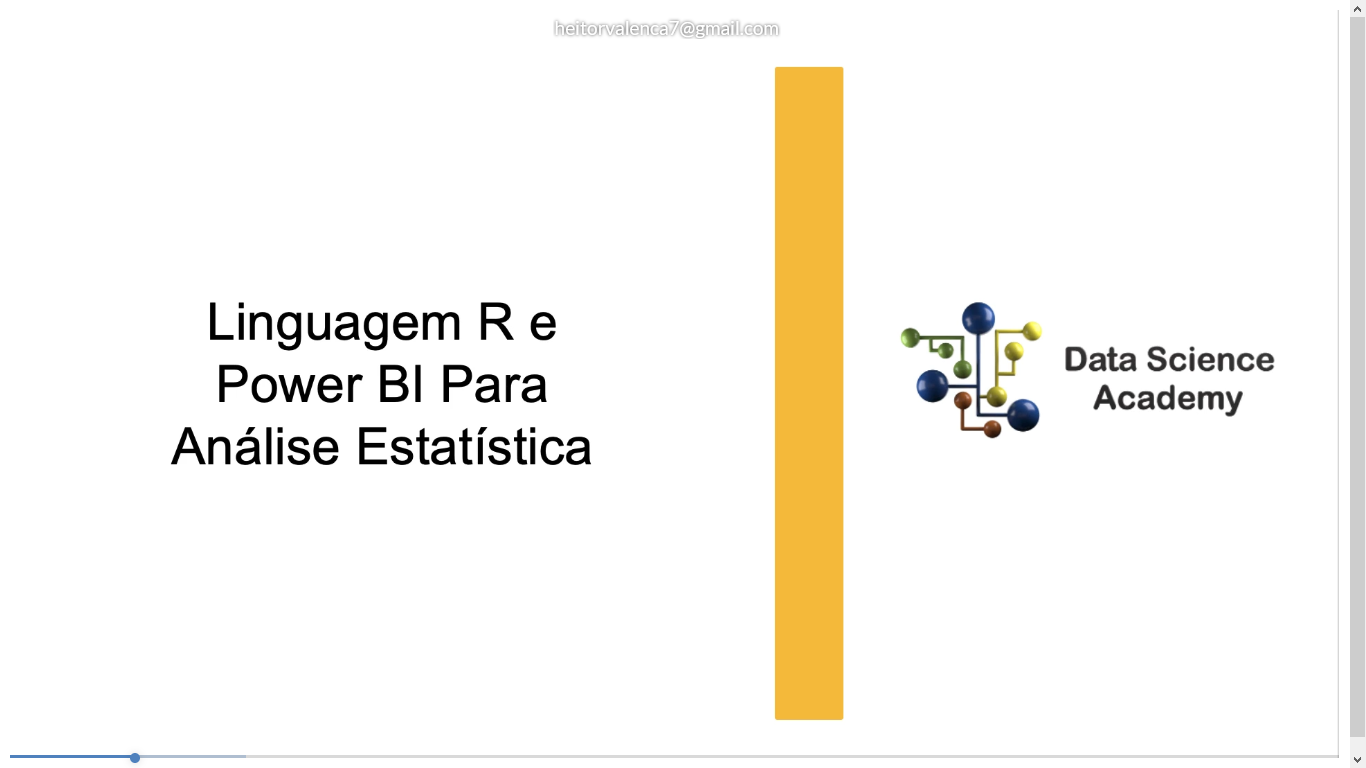 heitorvalenca7@gmail.com
Linguagem R e
Power BI Para
Análise Estatística
Data Science
Academy